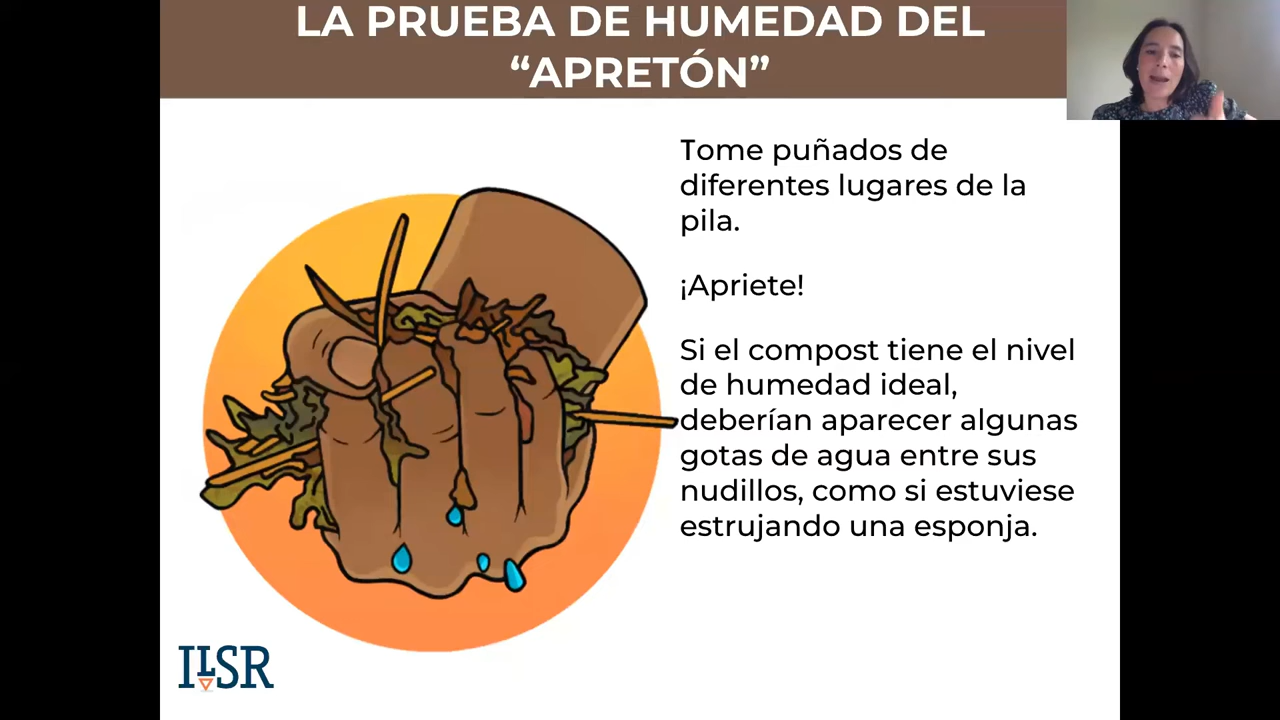 LA PRUEBA DE HUMEDAD DEL
“APRETÓN”
Tome puñados de
diferentes lugares de la
pila.
¡Apriete!
Si el compost tiene el nivel
de humedad ideal,
deberían aparecer algunas
gotas de agua entre sus
nudillos, como si estuviese
estrujando una esponja.
ILSR